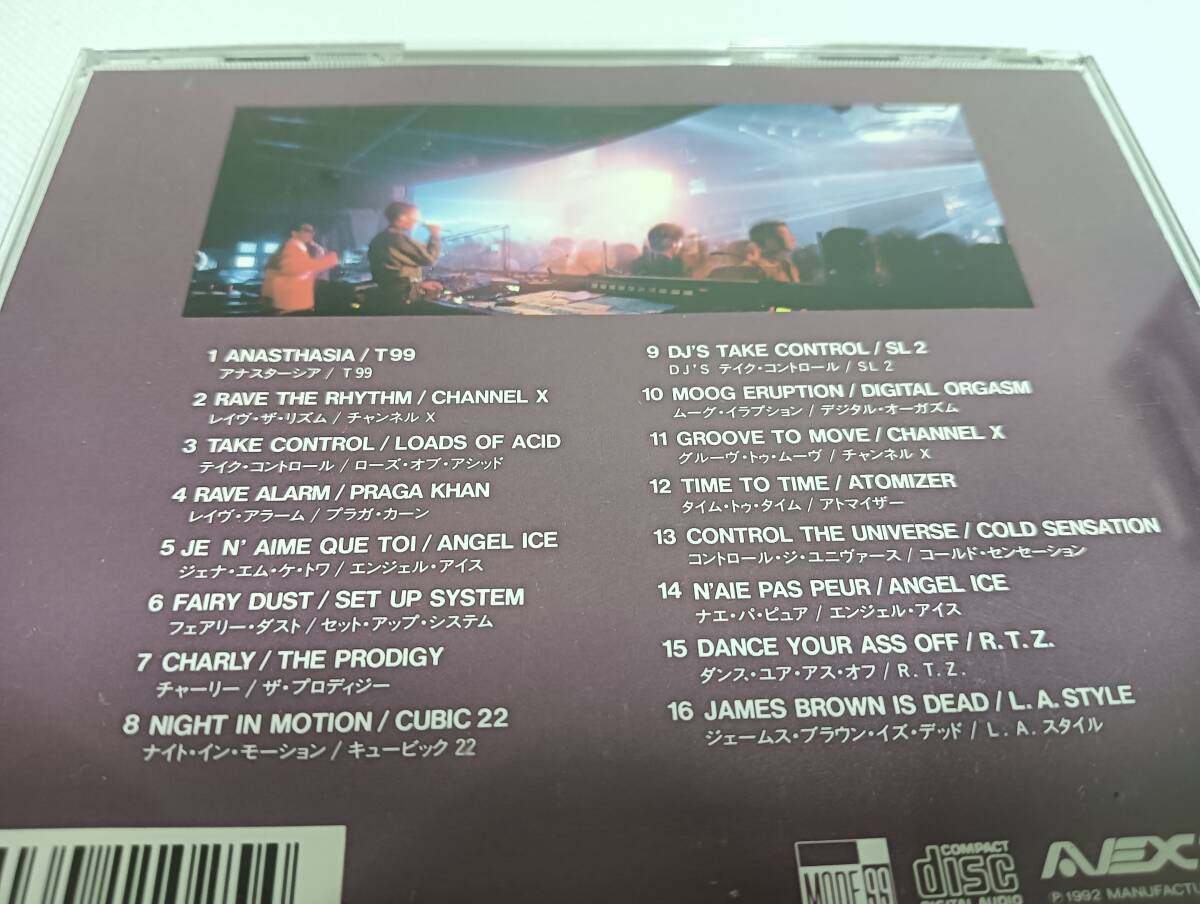 1 ANASTHASIA / T99
アナスターシア / T99
2 RAVE THE RHYTHM / CHANNEL X
レイヴ・ザ・リズム / チャンネル X
3 TAKE CONTROL / LOADS OF ACID
テイク・コントロール / ローズ・オブ・アシッド
4 RAVE ALARM / PRAGA KHAN
レイヴ・アラーム / プラガ・カーン
5 JE N' AIME QUE TOI / ANGEL ICE
ジェナ・エム・ケ・トワ / エンジェル・アイス
6 FAIRY DUST / SET UP SYSTEM
フェアリー・ダスト / セット・アップ・システム
7 CHARLY / THE PRODIGY
チャーリー / ザ・プロディジー
8 NIGHT IN MOTION / CUBIC 22
ナイト・イン・モーション / キュービック 22
9 DJ'S TAKE CONTROL / SL2
DJ'S テイク・コントロール / SL2
10 MOOG ERUPTION / DIGITAL ORGASM
ムーグ・イラプション / デジタル・オーガズム
11 GROOVE TO MOVE / CHANNEL X
グルーヴ・トゥ・ムーヴ / チャンネル X
12 TIME TO TIME / ATOMIZER
タイム・トゥ・タイム / アトマイザー
13 CONTROL THE UNIVERSE / COLD SENSATION
コントロール・ジ・ユニヴァース / コールド・センセーション
14 N'AIE PAS PEUR / ANGEL ICE
ナエ・パ・ピュア / エンジェル・アイス
15 DANCE YOUR ASS OFF / R.T.Z.
ダンス・ユア・アス・オフ / R.T.Z.
16 JAMES BROWN IS DEAD / L.A. STYLE
ジェームス・ブラウン・イズ・デッド / L.A. スタイル
MODE 99
COMPACT
disc
DIGITAL AUDIO
AVEX
Ⓟ1992 MANUFACTU